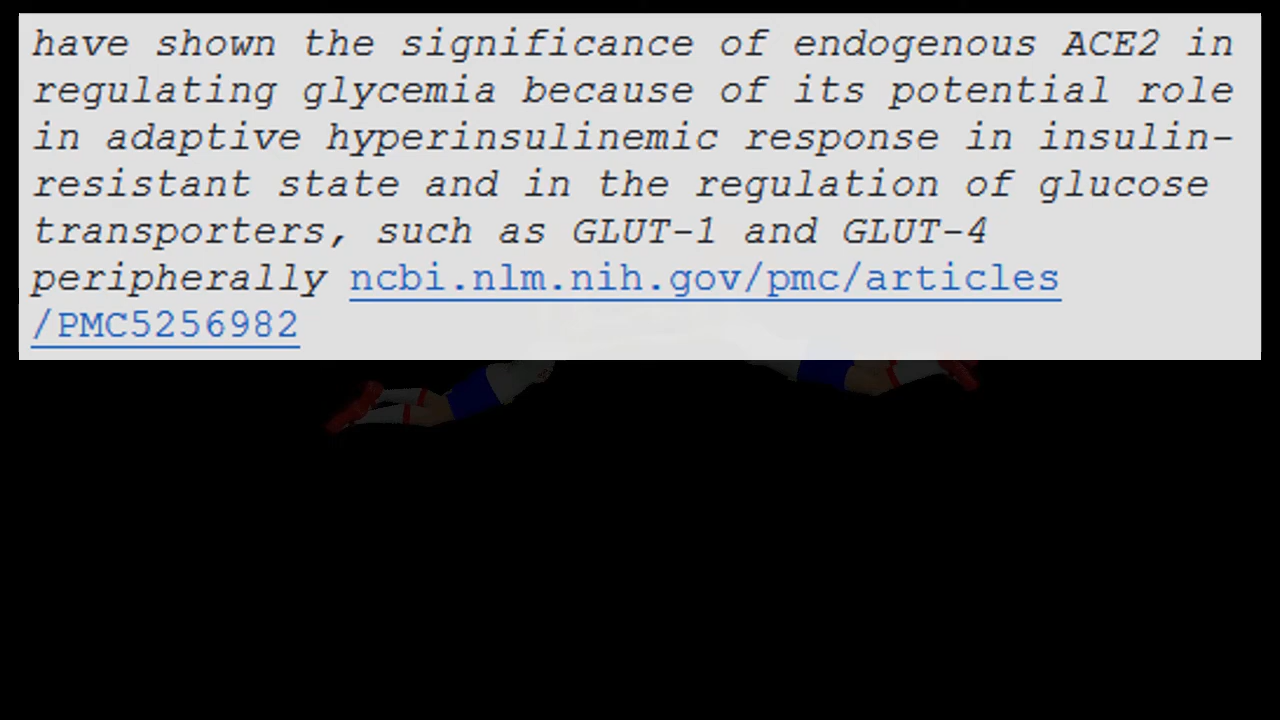 have shown the significance of endogenous ACE2 in
regulating glycemia because of its potential role
in adaptive hyperinsulinemic response in insulin-
resistant state and in the regulation of glucose
transporters, such as GLUT-1 and GLUT-4
peripherally ncbi.nlm.nih.gov/pmc/articles
/PMC5256982